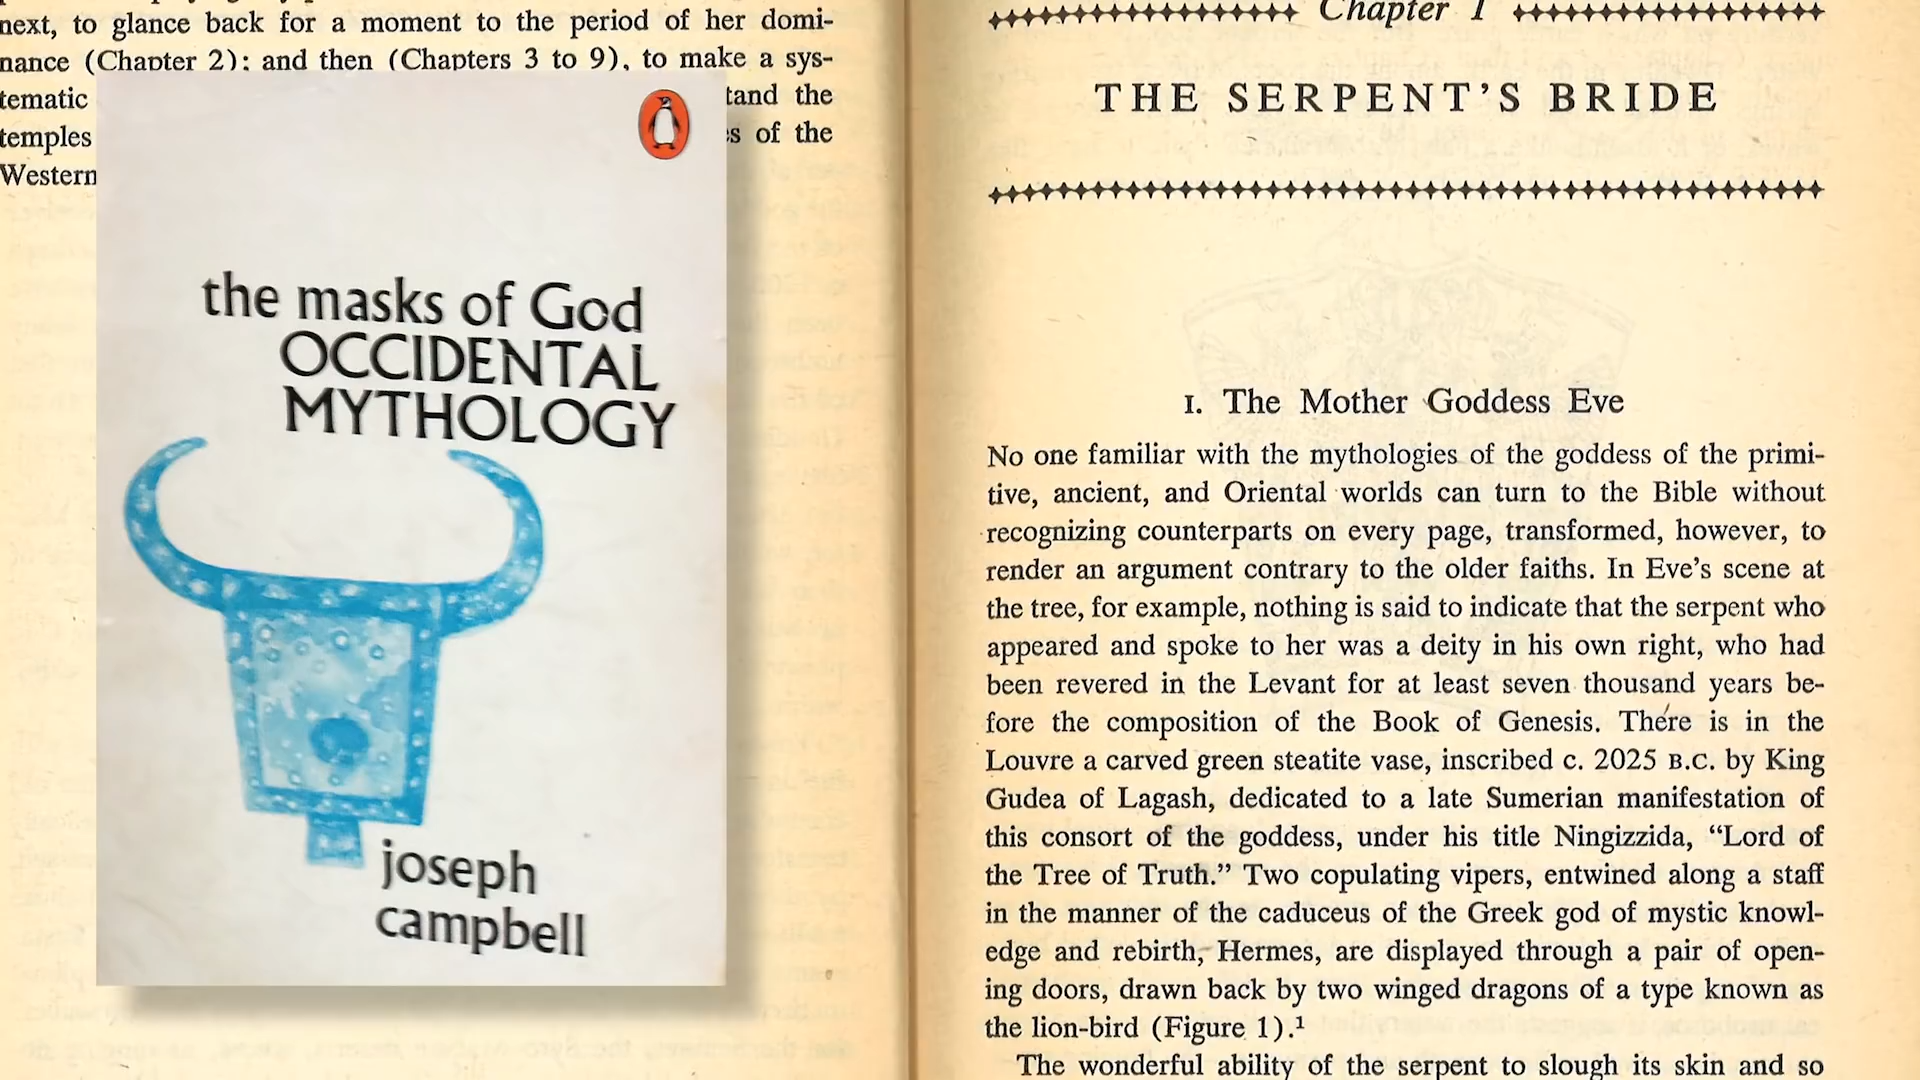 next, to glance back for a moment to the period of her domi-
nance (Chapter 2); and then (Chapters 3 to 9), to make a sys-
tematic
tand the
temples
s of the
Western
the masks of God
OCCIDENTAL
MYTHOLOGY
joseph
campbell
Chapter 1
THE SERPENT'S BRIDE
1. The Mother Goddess Eve
No one familiar with the mythologies of the goddess of the primi-
tive, ancient, and Oriental worlds can turn to the Bible without
recognizing counterparts on every page, transformed, however, to
render an argument contrary to the older faiths. In Eve's scene at
the tree, for example, nothing is said to indicate that the serpent who
appeared and spoke to her was a deity in his own right, who had
been revered in the Levant for at least seven thousand years be-
fore the composition of the Book of Genesis. There is in the
Louvre a carved green steatite vase, inscribed c. 2025 B.C. by King
Gudea of Lagash, dedicated to a late Sumerian manifestation of
this consort of the goddess, under his title Ningizzida, “Lord of
the Tree of Truth.” Two copulating vipers, entwined along a staff
in the manner of the caduceus of the Greek god of mystic knowl-
edge and rebirth, Hermes, are displayed through a pair of open-
ing doors, drawn back by two winged dragons of a type known as
the lion-bird (Figure 1).¹
The wonderful ability of the serpent to slough its skin and so